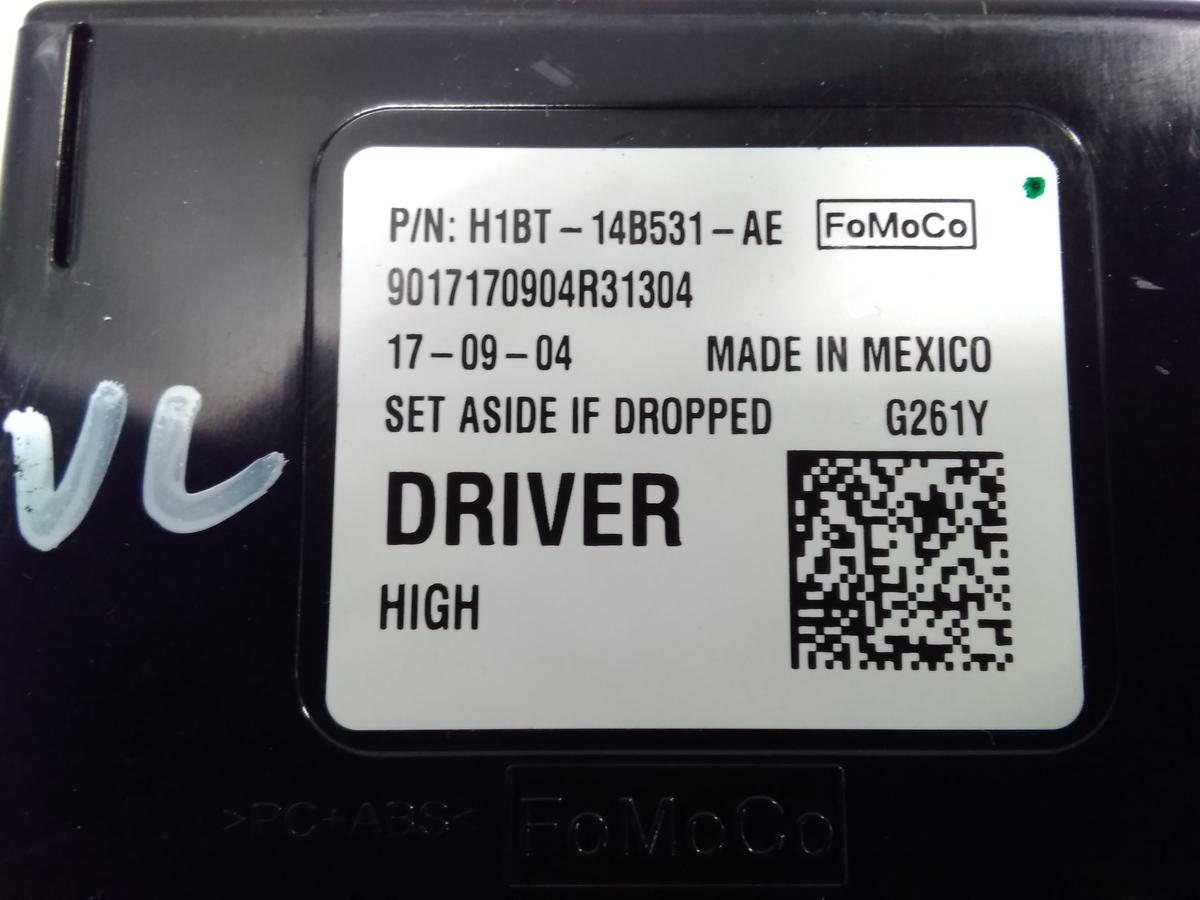 P/N: H1BT-14B531-AE FoMoCo
9017170904R31304
17-09-04 MADE IN MEXICO
SET ASIDE IF DROPPED G261Y
DRIVER
HIGH
VL
>PC+ABS< FoMoCo